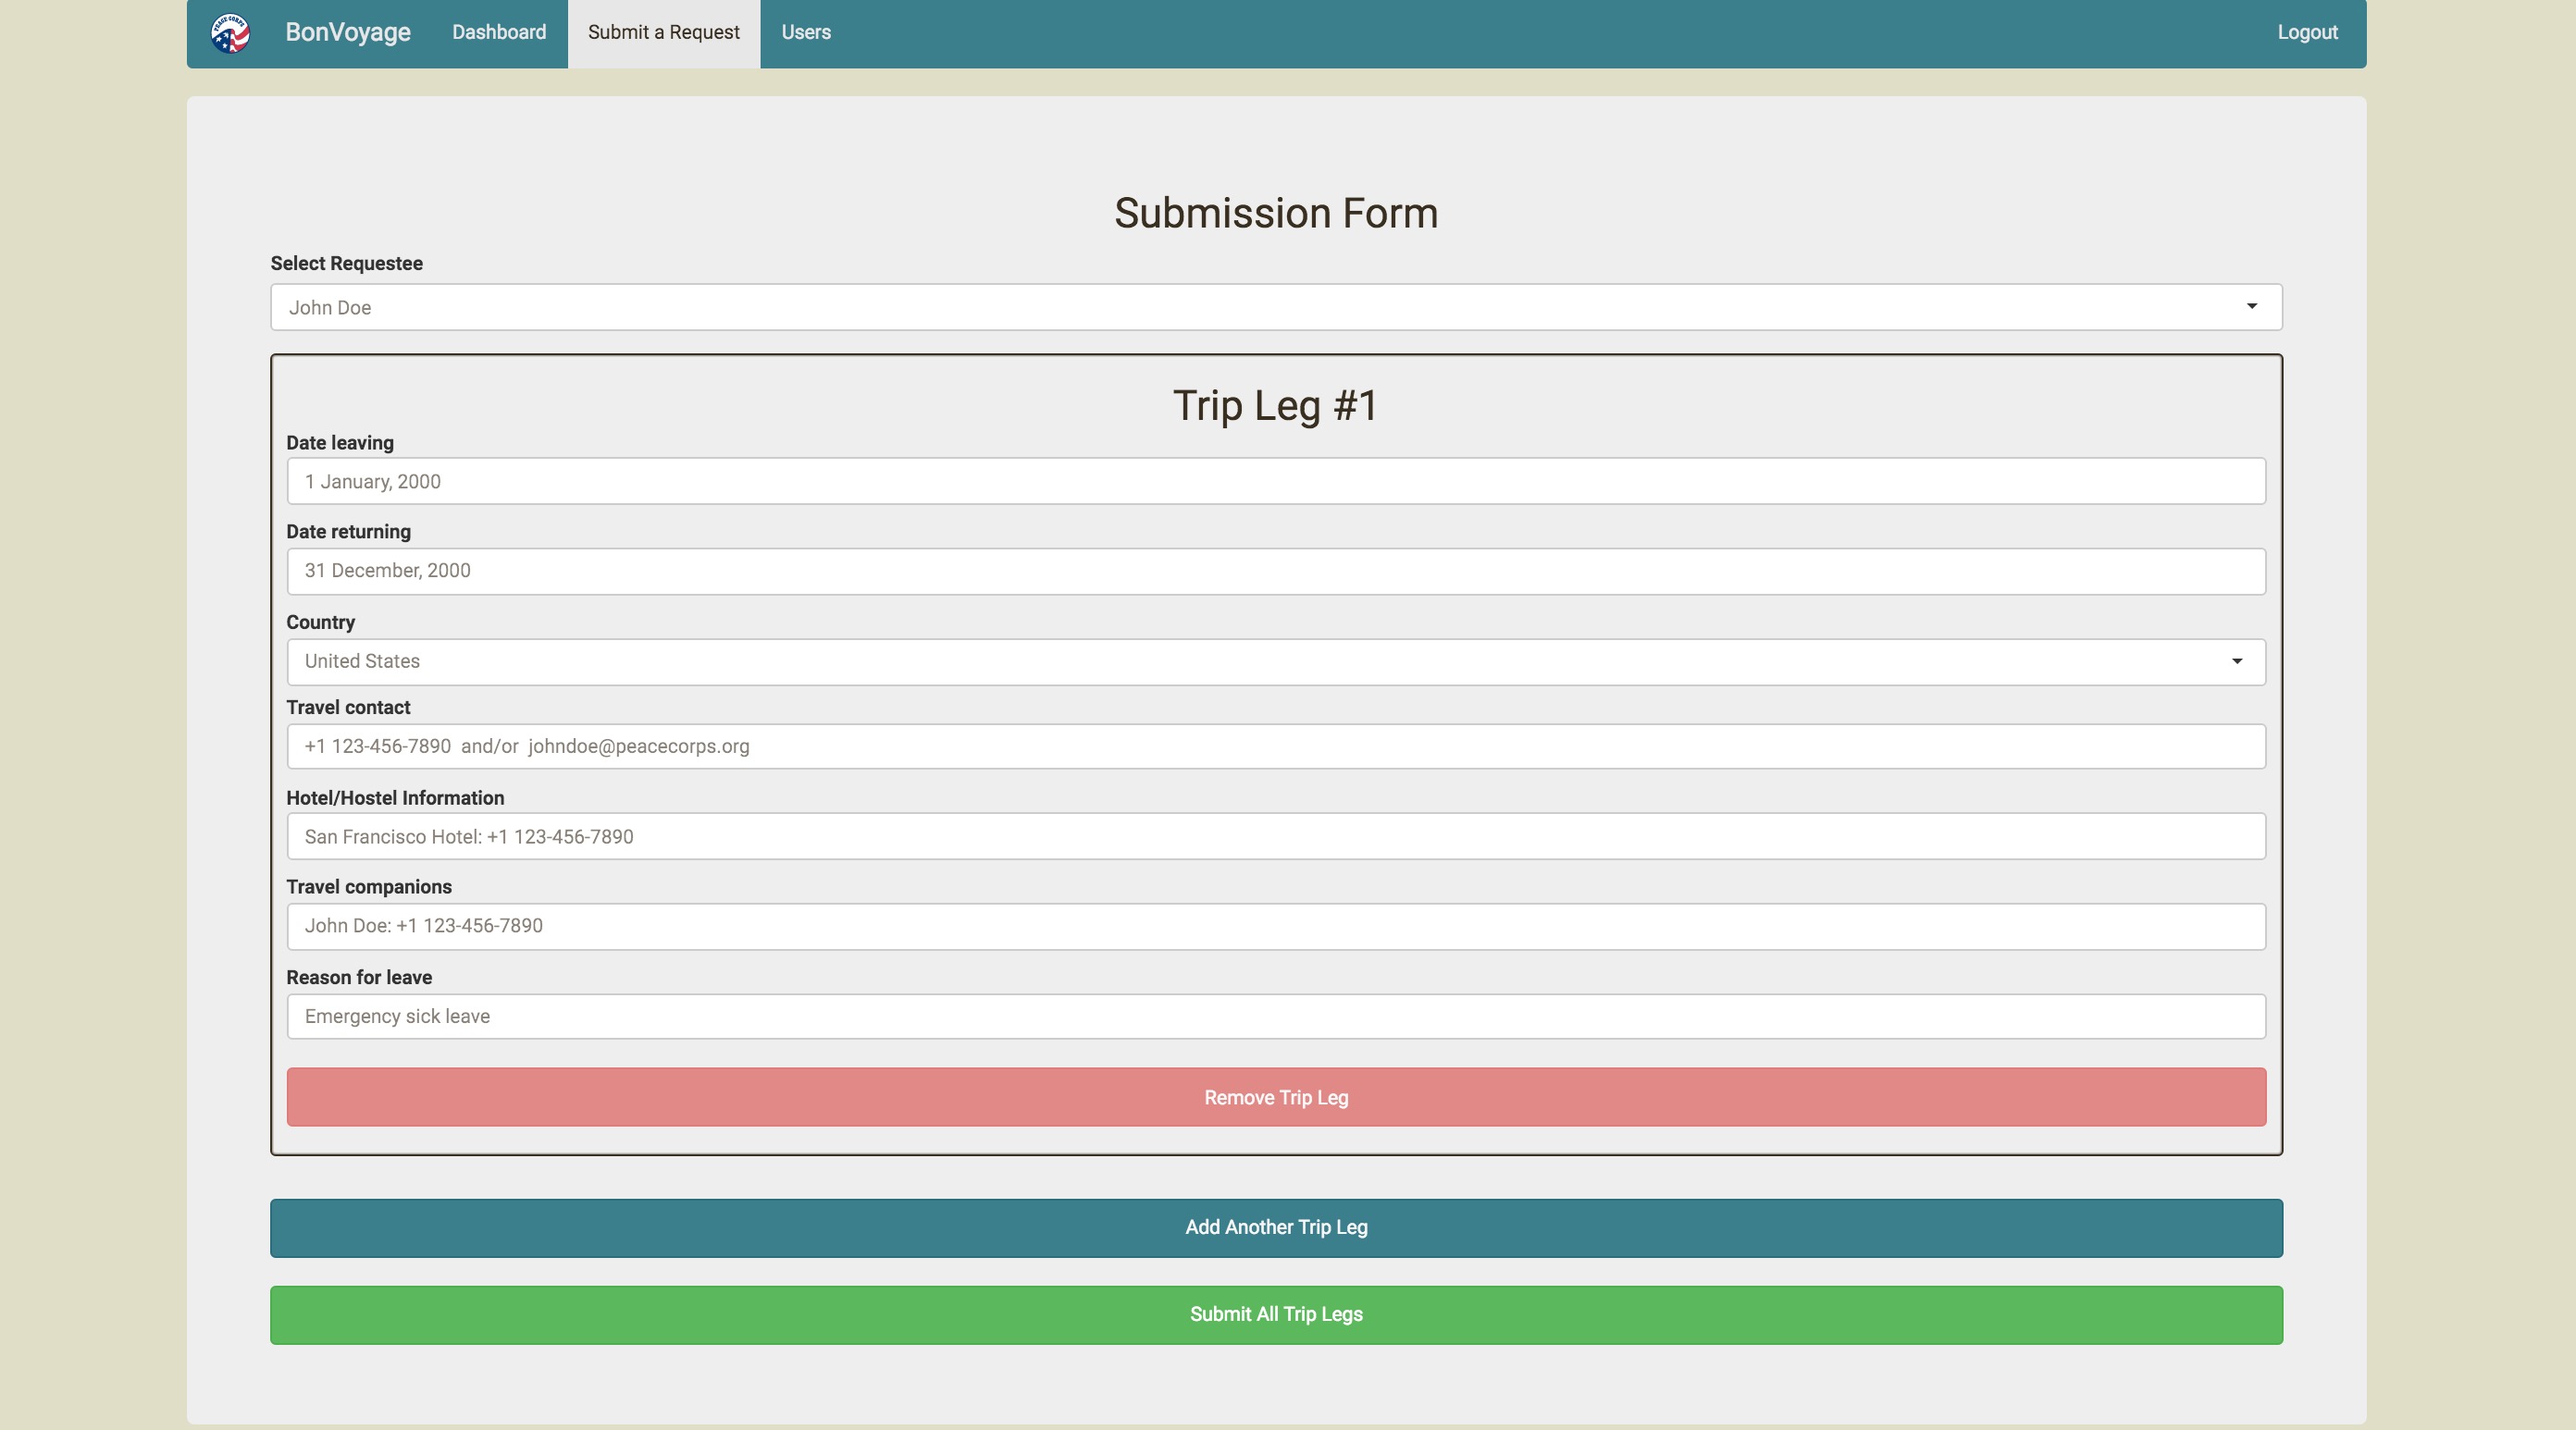 PEACE CORPS
BonVoyage Dashboard Submit a Request Users Logout
Submission Form
Select Requestee
John Doe
Trip Leg #1
Date leaving
1 January, 2000
Date returning
31 December, 2000
Country
United States
Travel contact
+1 123-456-7890 and/or johndoe@peacecorps.org
Hotel/Hostel Information
San Francisco Hotel: +1 123-456-7890
Travel companions
John Doe: +1 123-456-7890
Reason for leave
Emergency sick leave
Remove Trip Leg
Add Another Trip Leg
Submit All Trip Legs